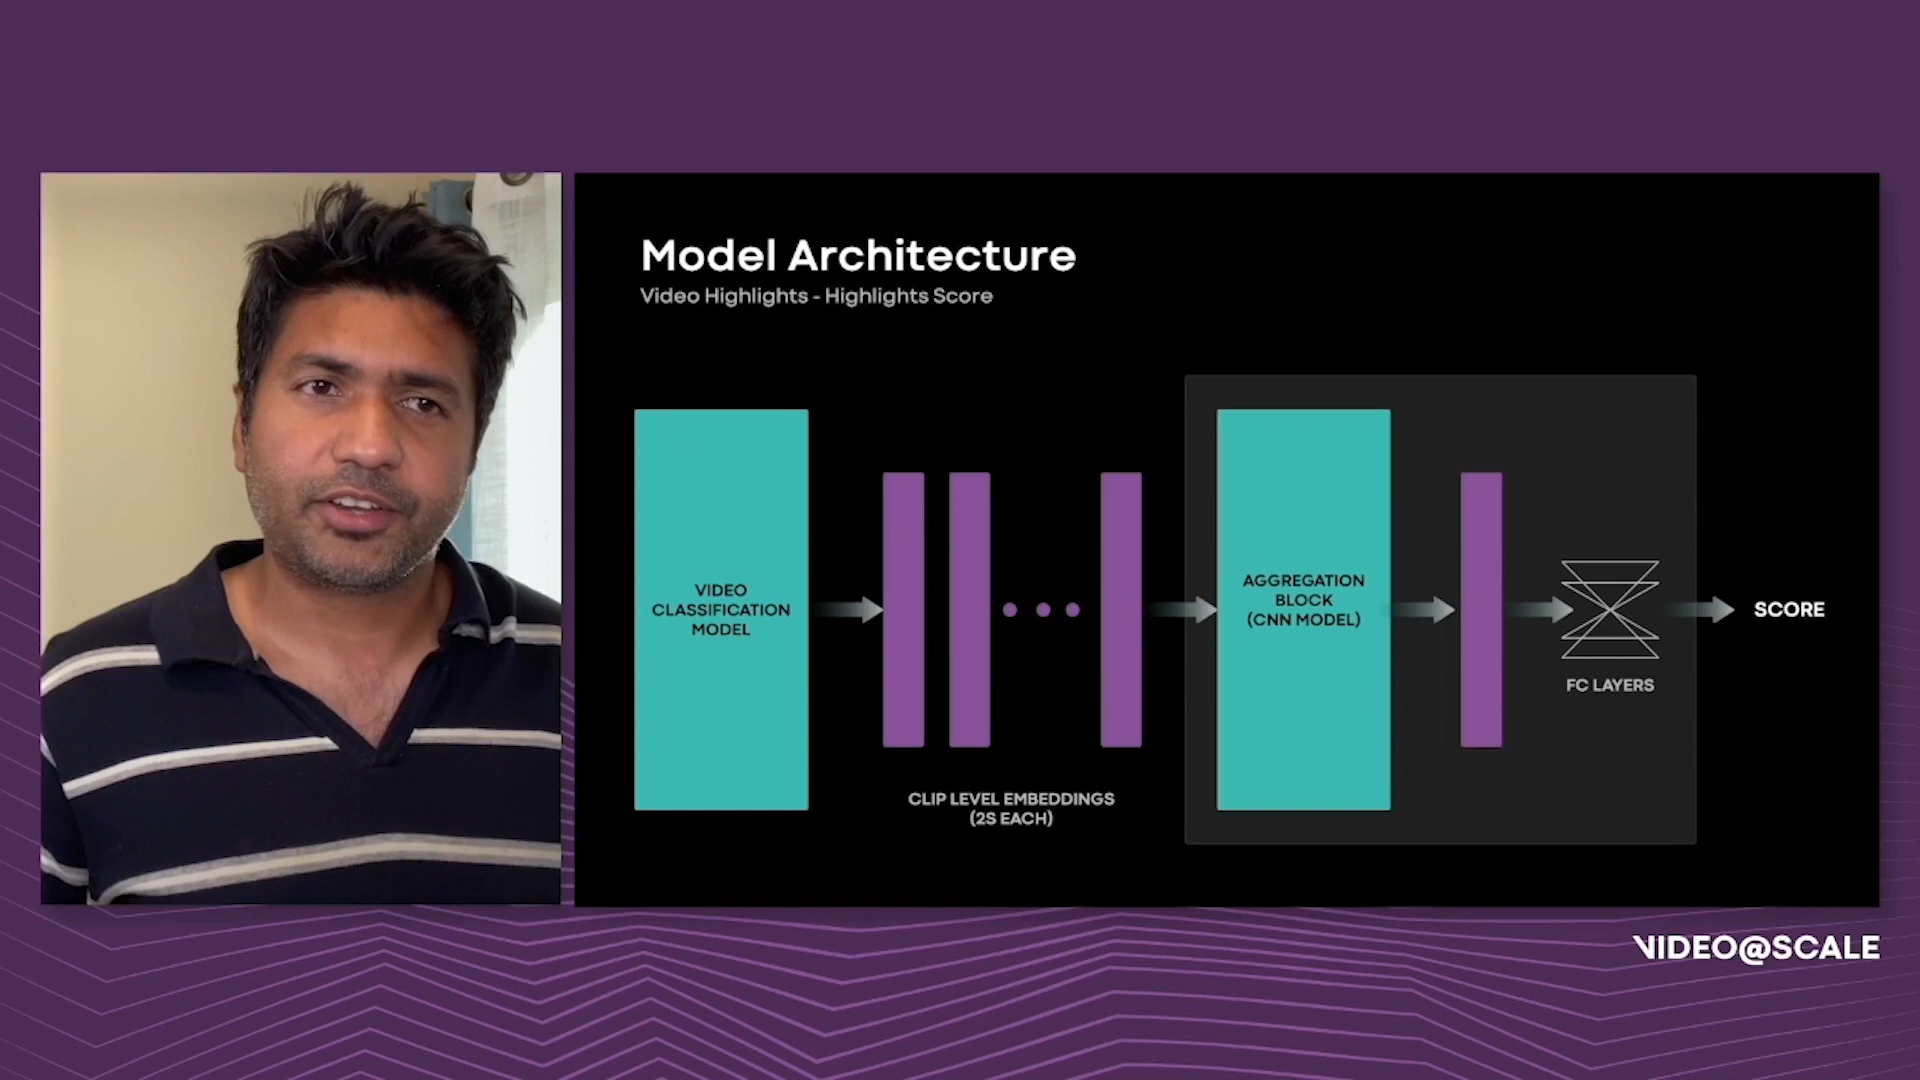 Model Architecture
Video Highlights - Highlights Score
VIDEO
CLASSIFICATION
MODEL
CLIP LEVEL EMBEDDINGS
(2S EACH)
AGGREGATION
BLOCK
(CNN MODEL)
FC LAYERS
SCORE
VIDEO@SCALE